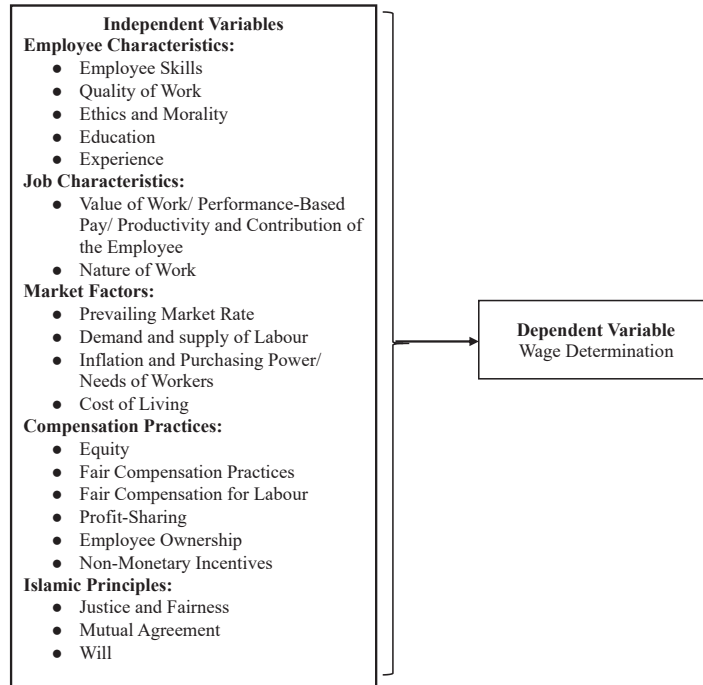 Independent Variables
Employee Characteristics:
● Employee Skills
● Quality of Work
● Ethics and Morality
● Education
● Experience
Job Characteristics:
● Value of Work/ Performance-Based
Pay/ Productivity and Contribution of
the Employee
● Nature of Work
Market Factors:
● Prevailing Market Rate
● Demand and supply of Labour
● Inflation and Purchasing Power/
Needs of Workers
● Cost of Living
Compensation Practices:
● Equity
● Fair Compensation Practices
● Fair Compensation for Labour
● Profit-Sharing
● Employee Ownership
● Non-Monetary Incentives
Islamic Principles:
● Justice and Fairness
● Mutual Agreement
● Will
Dependent Variable
Wage Determination